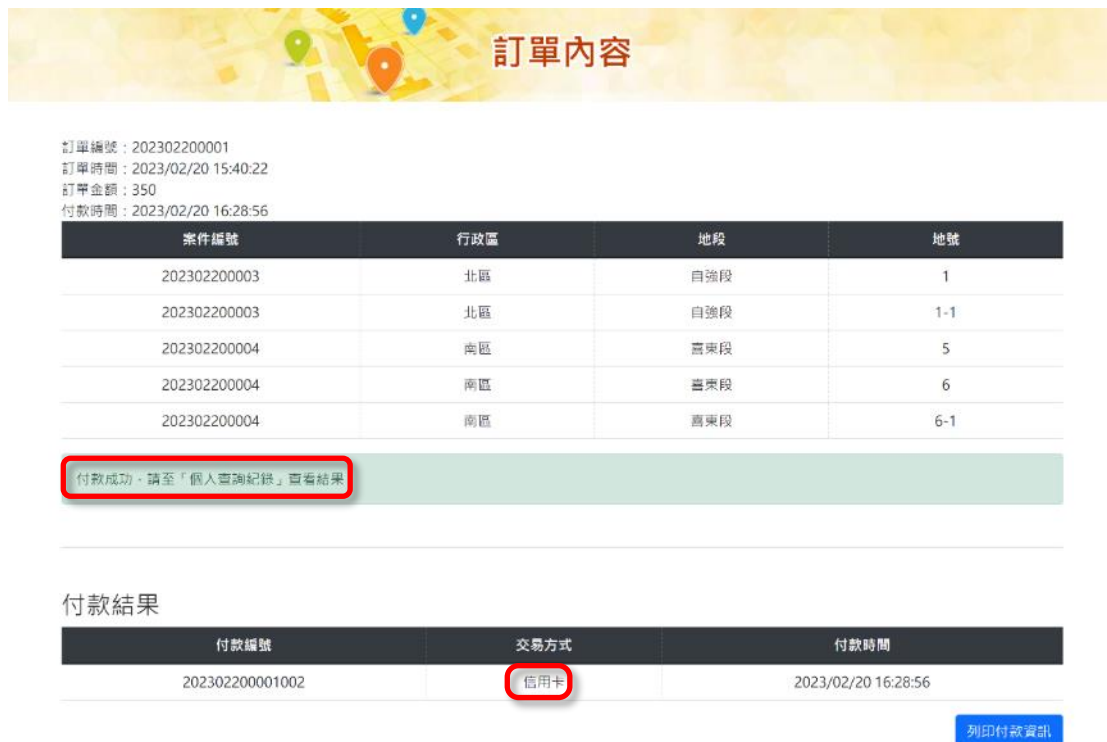 訂單內容
訂單編號：202302200001
訂單時間：2023/02/20 15:40:22
訂單金額：350
付款時間：2023/02/20 16:28:56
案件編號 行政區 地段 地號
202302200003 北區 自強段 1
202302200003 北區 自強段 1-1
202302200004 南區 喜東段 5
202302200004 南區 喜東段 6
202302200004 南區 喜東段 6-1
付款成功，請至「個人查詢紀錄」查看結果
付款結果
付款編號 交易方式 付款時間
202302200001002 信用卡 2023/02/20 16:28:56
列印付款資訊